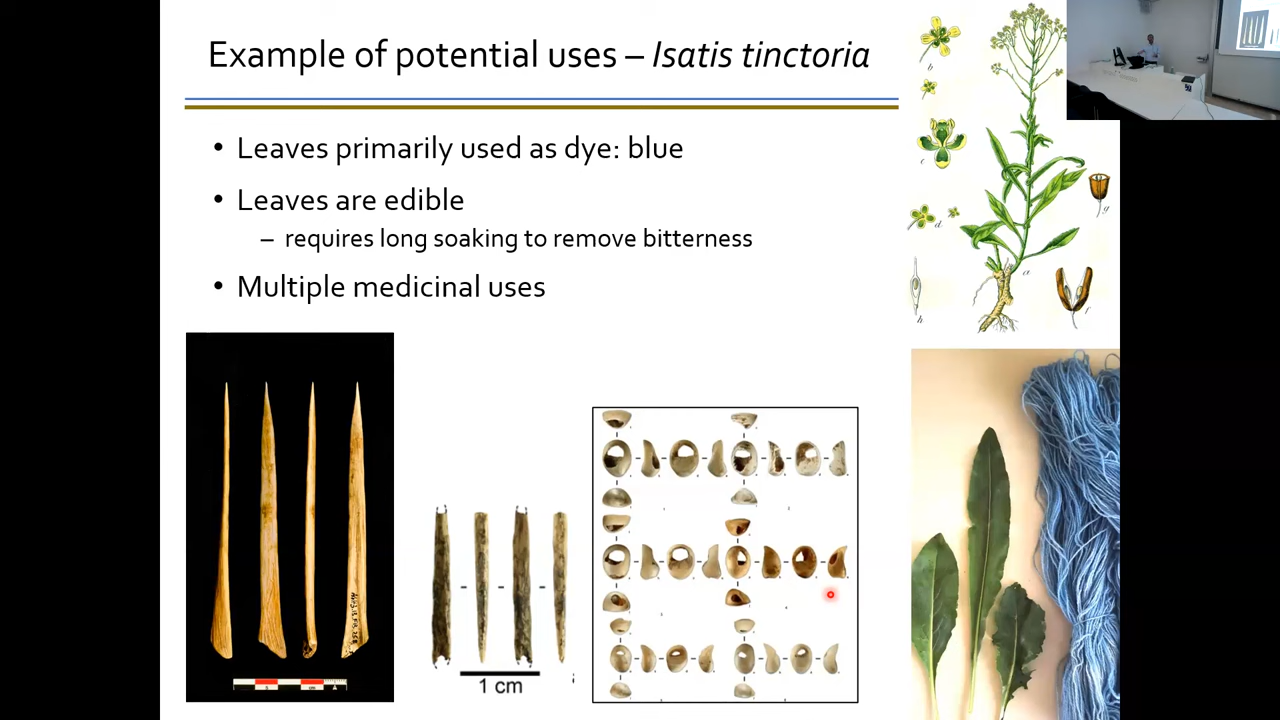 Example of potential uses – Isatis tinctoria
• Leaves primarily used as dye: blue
• Leaves are edible
– requires long soaking to remove bitterness
• Multiple medicinal uses
1 cm
b
c
d
a
g
f
h